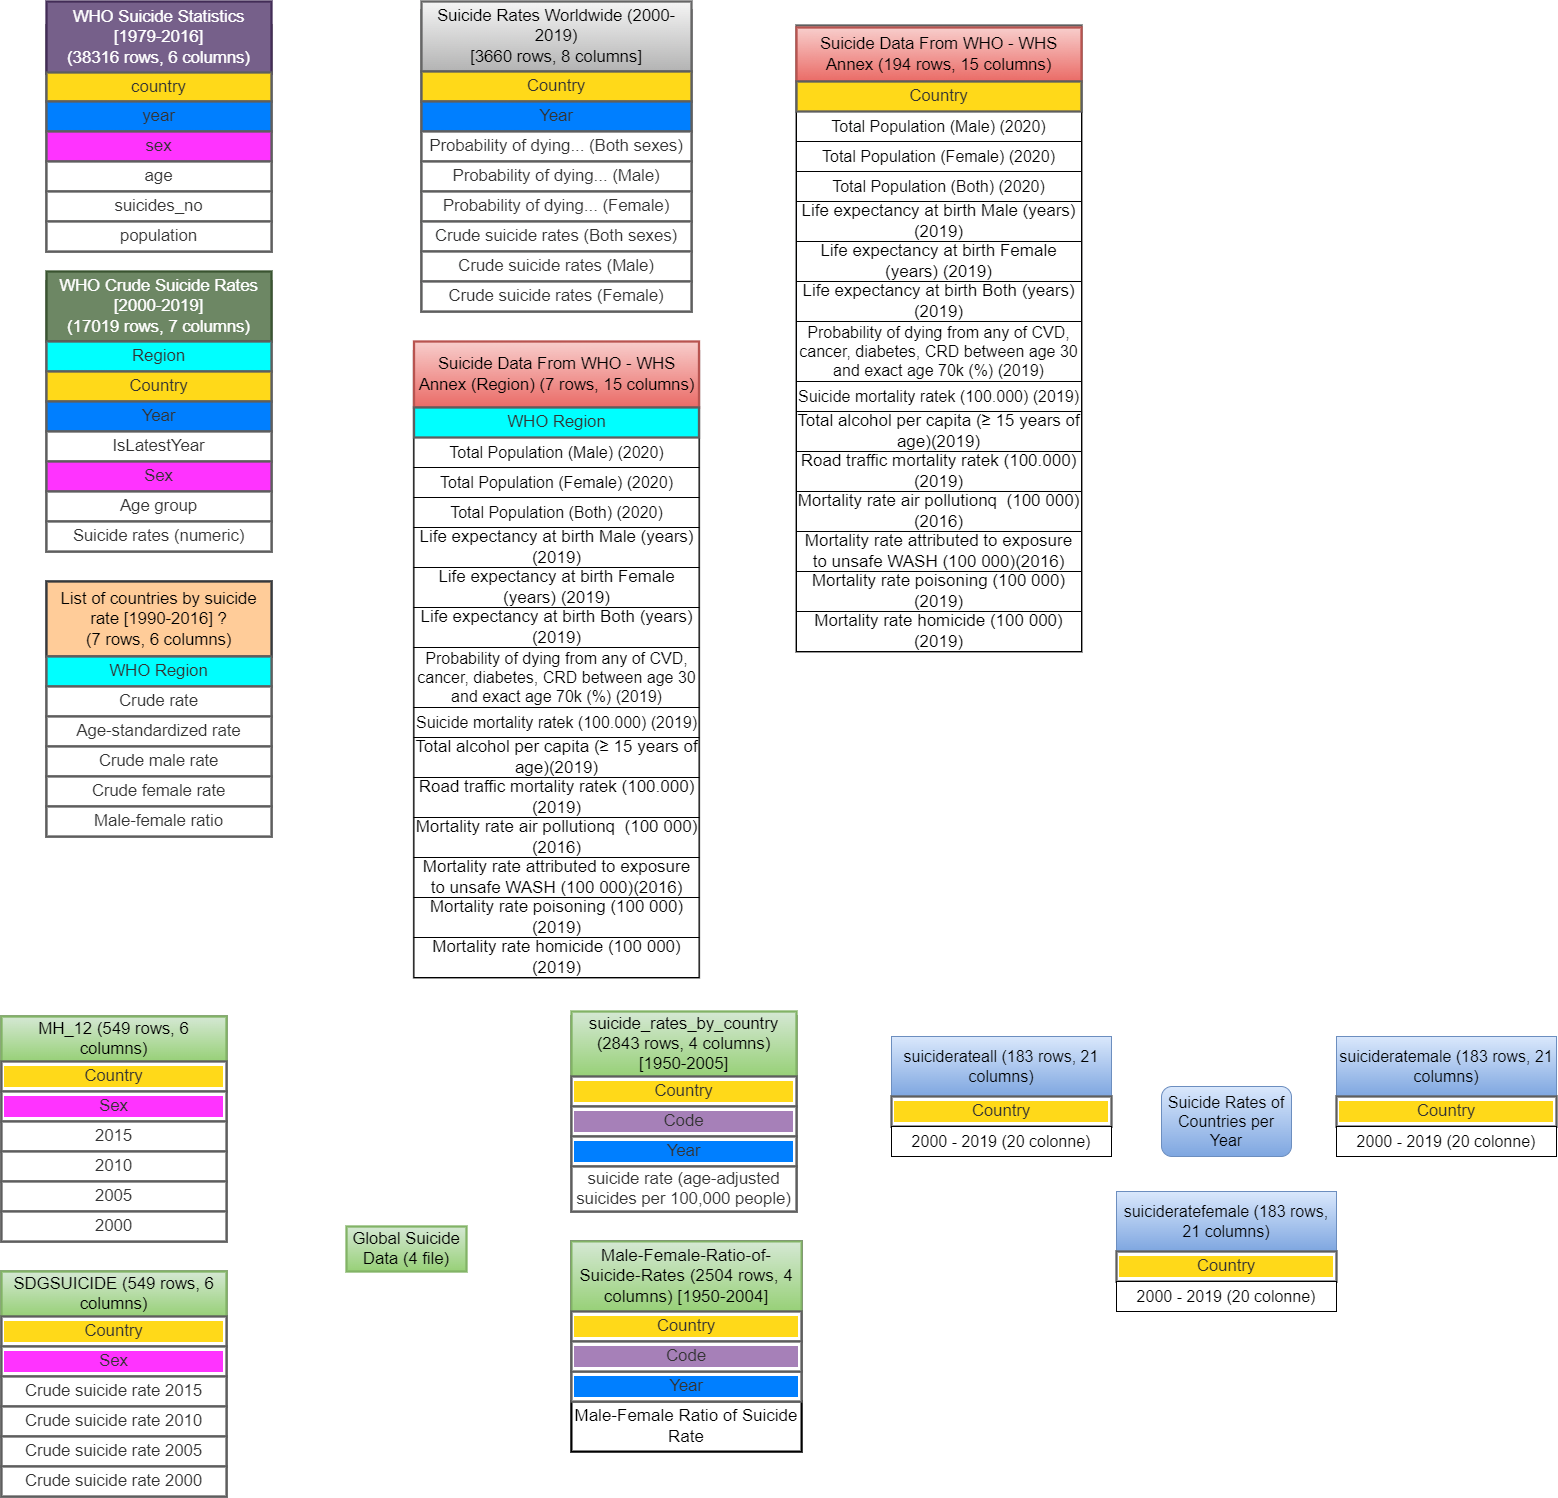 WHO Suicide Statistics
[1979-2016]
(38316 rows, 6 columns)
country
year
sex
age
suicides_no
population
WHO Crude Suicide Rates
[2000-2019]
(17019 rows, 7 columns)
Region
Country
Year
IsLatestYear
Sex
Age group
Suicide rates (numeric)
List of countries by suicide
rate [1990-2016] ?
(7 rows, 6 columns)
WHO Region
Crude rate
Age-standardized rate
Crude male rate
Crude female rate
Male-female ratio
Suicide Rates Worldwide (2000-
2019)
[3660 rows, 8 columns]
Country
Year
Probability of dying... (Both sexes)
Probability of dying... (Male)
Probability of dying... (Female)
Crude suicide rates (Both sexes)
Crude suicide rates (Male)
Crude suicide rates (Female)
Suicide Data From WHO - WHS
Annex (Region) (7 rows, 15 columns)
WHO Region
Total Population (Male) (2020)
Total Population (Female) (2020)
Total Population (Both) (2020)
Life expectancy at birth Male (years)
(2019)
Life expectancy at birth Female
(years) (2019)
Life expectancy at birth Both (years)
(2019)
Probability of dying from any of CVD,
cancer, diabetes, CRD between age 30
and exact age 70k (%) (2019)
Suicide mortality ratek (100.000) (2019)
Total alcohol per capita (≥ 15 years of
age)(2019)
Road traffic mortality ratek (100.000)
(2019)
Mortality rate air pollutionq  (100 000)
(2016)
Mortality rate attributed to exposure
to unsafe WASH (100 000)(2016)
Mortality rate poisoning (100 000)
(2019)
Mortality rate homicide (100 000)
(2019)
Suicide Data From WHO - WHS
Annex (194 rows, 15 columns)
Country
Total Population (Male) (2020)
Total Population (Female) (2020)
Total Population (Both) (2020)
Life expectancy at birth Male (years)
(2019)
Life expectancy at birth Female
(years) (2019)
Life expectancy at birth Both (years)
(2019)
Probability of dying from any of CVD,
cancer, diabetes, CRD between age 30
and exact age 70k (%) (2019)
Suicide mortality ratek (100.000) (2019)
Total alcohol per capita (≥ 15 years of
age)(2019)
Road traffic mortality ratek (100.000)
(2019)
Mortality rate air pollutionq  (100 000)
(2016)
Mortality rate attributed to exposure
to unsafe WASH (100 000)(2016)
Mortality rate poisoning (100 000)
(2019)
Mortality rate homicide (100 000)
(2019)
MH_12 (549 rows, 6
columns)
Country
Sex
2015
2010
2005
2000
SDGSUICIDE (549 rows, 6
columns)
Country
Sex
Crude suicide rate 2015
Crude suicide rate 2010
Crude suicide rate 2005
Crude suicide rate 2000
Global Suicide
Data (4 file)
suicide_rates_by_country
(2843 rows, 4 columns)
[1950-2005]
Country
Code
Year
suicide rate (age-adjusted
suicides per 100,000 people)
Male-Female-Ratio-of-
Suicide-Rates (2504 rows, 4
columns) [1950-2004]
Country
Code
Year
Male-Female Ratio of Suicide
Rate
suiciderateall (183 rows, 21
columns)
Country
2000 - 2019 (20 colonne)
Suicide Rates of
Countries per
Year
suicideratemale (183 rows, 21
columns)
Country
2000 - 2019 (20 colonne)
suicideratefemale (183 rows,
21 columns)
Country
2000 - 2019 (20 colonne)